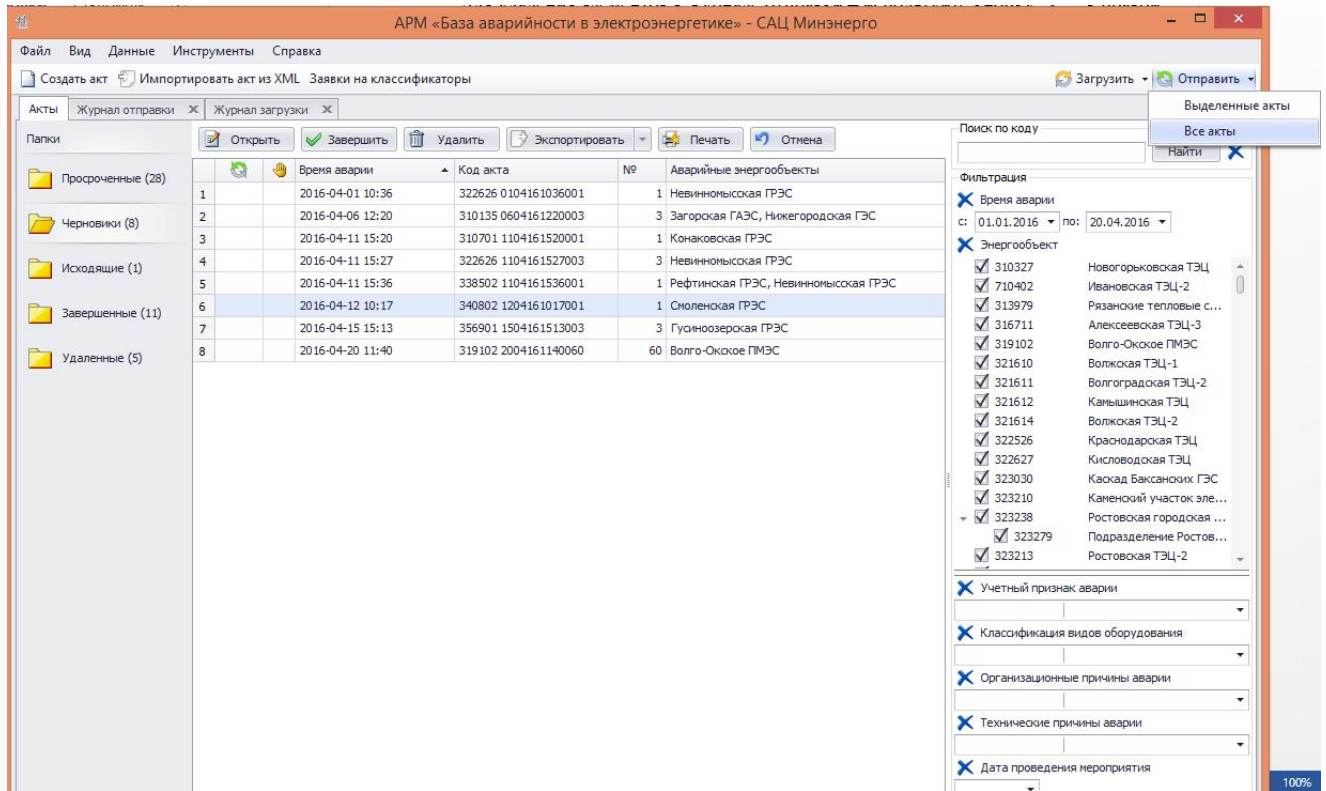 АРМ «База аварийности в электроэнергетике» - САЦ Минэнерго
Файл Вид Данные Инструменты Справка
Создать акт Импортировать акт из XML Заявки на классификаторы Загрузить Отправить
Выделенные акты
Все акты
Акты Журнал отправки Журнал загрузки
Папки
Просроченные (28)
Черновики (8)
Исходящие (1)
Завершенные (11)
Удаленные (5)
Открыть Завершить Удалить Экспортировать Печать Отмена
Время аварии Код акта № Аварийные энергообъекты
1 2016-04-01 10:36 322626 0104161036001 1 Невинномысская ГРЭС
2 2016-04-06 12:20 310135 0604161220003 3 Загорская ГАЭС, Нижегородская ГЭС
3 2016-04-11 15:20 310701 1104161520001 1 Конаковская ГРЭС
4 2016-04-11 15:27 322626 1104161527003 3 Невинномысская ГРЭС
5 2016-04-11 15:36 338502 1104161536001 1 Рефтинская ГРЭС, Невинномысская ГРЭС
6 2016-04-12 10:17 340802 1204161017001 1 Смоленская ГРЭС
7 2016-04-15 15:13 356901 1504161513003 3 Гусиноозерская ГРЭС
8 2016-04-20 11:40 319102 2004161140060 60 Волго-Окское ПМЭС
Поиск по коду
Найти
Фильтрация
Время аварии
с: 01.01.2016 по: 20.04.2016
Энергообъект
310327 Новогорьковская ТЭЦ
710402 Ивановская ТЭЦ-2
313979 Рязанские тепловые с...
316711 Алексеевская ТЭЦ-3
319102 Волго-Окское ПМЭС
321610 Волжская ТЭЦ-1
321611 Волгоградская ТЭЦ-2
321612 Камышинская ТЭЦ
321614 Волжская ТЭЦ-2
322526 Краснодарская ТЭЦ
322627 Кисловодская ТЭЦ
323030 Каскад Баксанских ГЭС
323210 Каменский участок эле...
323238 Ростовская городская ...
323279 Подразделение Ростов...
323213 Ростовская ТЭЦ-2
Учетный признак аварии
Классификация видов оборудования
Организационные причины аварии
Технические причины аварии
Дата проведения мероприятия
100%